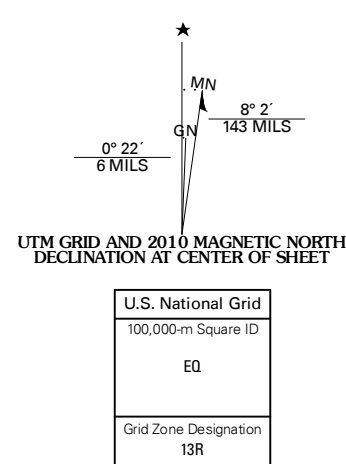 MN
8° 2´
143 MILS
GN
0° 22´
6 MILS
UTM GRID AND 2010 MAGNETIC NORTH
DECLINATION AT CENTER OF SHEET
U.S. National Grid
100,000-m Square ID
EQ
Grid Zone Designation
13R